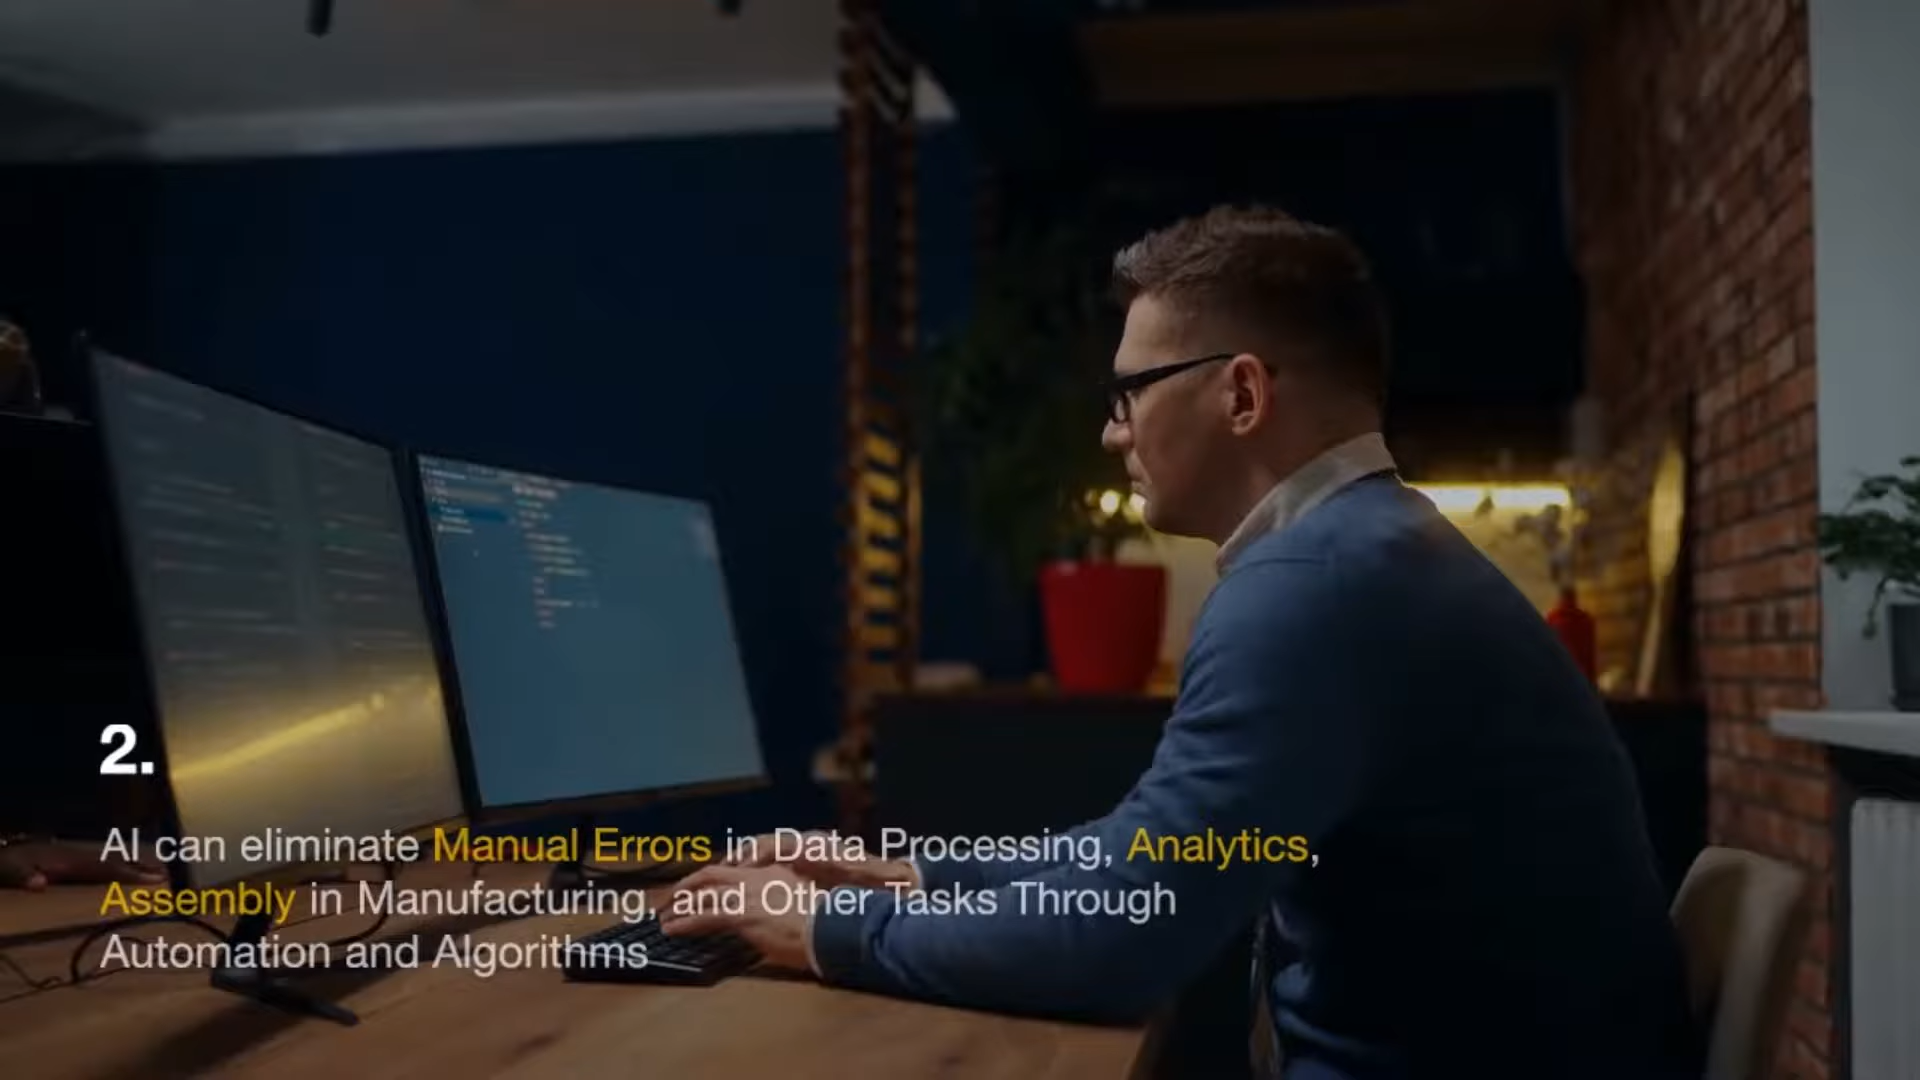 2.
AI can eliminate Manual Errors in Data Processing, Analytics,
Assembly in Manufacturing, and Other Tasks Through
Automation and Algorithms